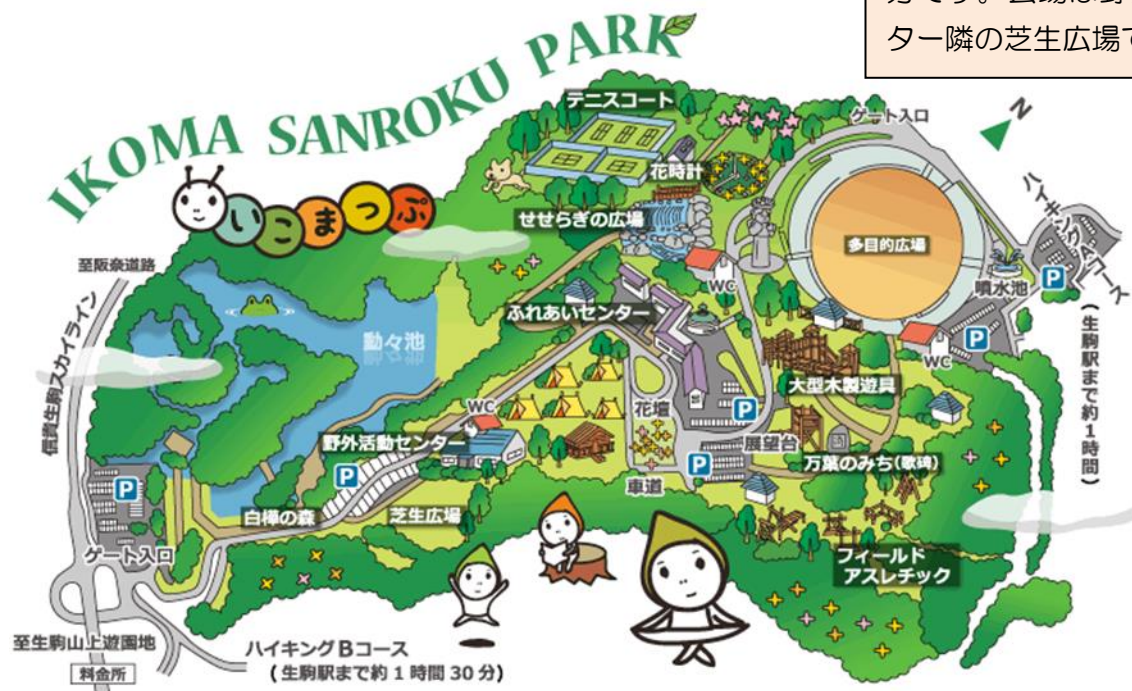 です。広場は
ター隣の芝生広場で
IKOMA SANROKU PARK
いこまっぷ
テニスコート
ゲート入口
N
花時計
ハイキングAコース
(生駒駅まで約1時間)
せせらぎの広場
多目的広場
至阪奈道路
信貴生駒スカイライン
WC
噴水池
P
ふれあいセンター
動々池
P
WC
大型木製遊具
WC
花壇
P
野外活動センター
展望台
P
P
万葉のみち(歌碑)
P
車道
白樺の森
芝生広場
ゲート入口
フィールド
アスレチック
至生駒山上遊園地
ハイキングBコース
(生駒駅まで約1時間30分)
料金所